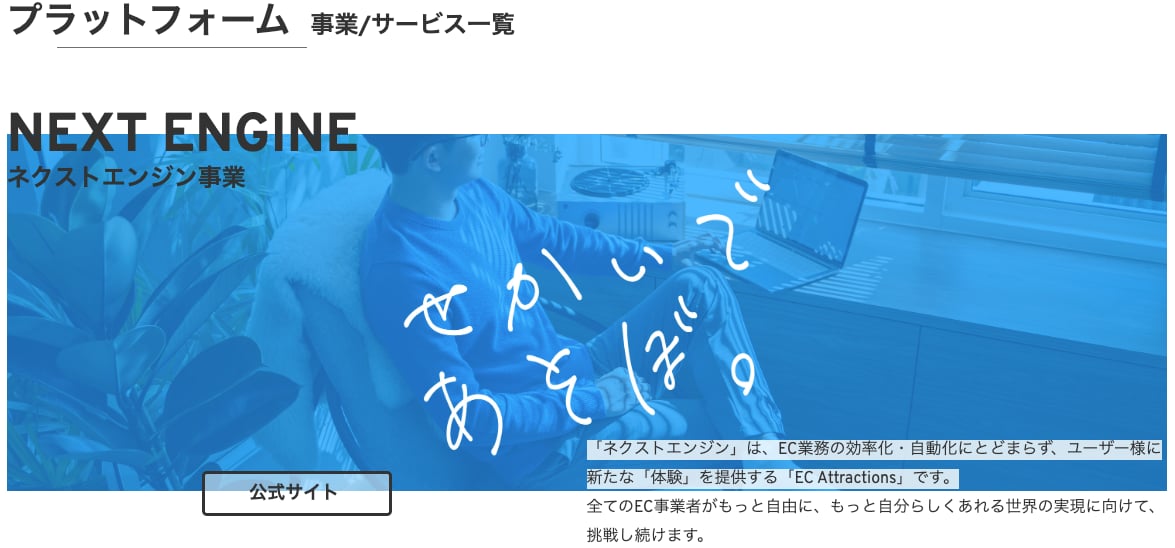 プラットフォーム 事業/サービス一覧
NEXT ENGINE
ネクストエンジン事業
せかいで
あそぼ。
「ネクストエンジン」は、EC業務の効率化・自動化にとどまらず、ユーザー様に
新たな「体験」を提供する「EC Attractions」です。
全てのEC事業者がもっと自由に、もっと自分らしくあれる世界の実現に向けて、
挑戦し続けます。
公式サイト